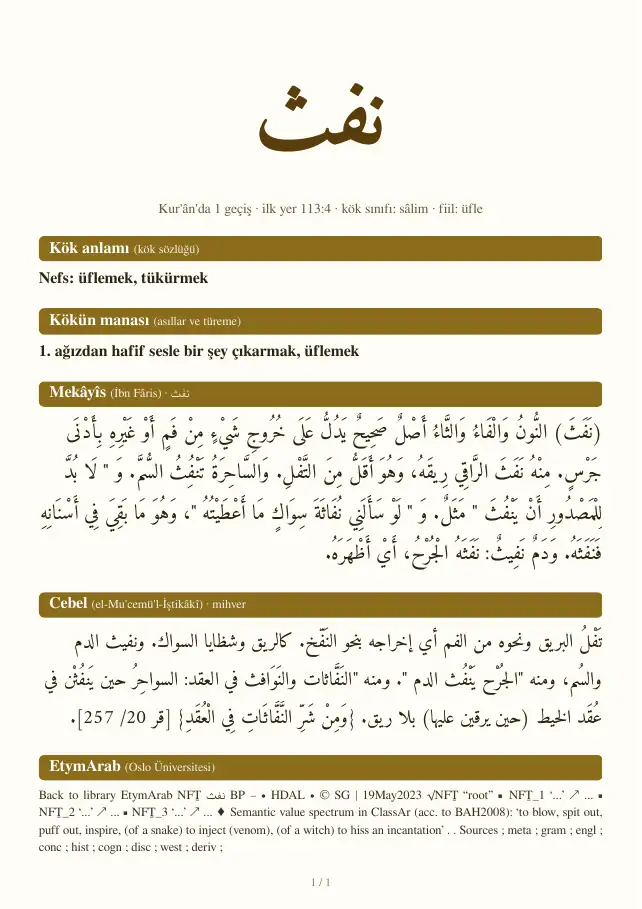 نفث
Kur'ân'da 1 geçiş · ilk yer 113:4 · kök sınıfı: sâlim · fiil: üfle
Kök anlamı (kök sözlüğü)
Nefs: üflemek, tükürmek
Kökün manası (asıllar ve türeme)
1. ağızdan hafif sesle bir şey çıkarmak, üflemek
Mekâyîs (İbn Fâris) · نفث
(نَفَثَ) النُّونُ وَالْفَاءُ وَالثَّاءُ أَصْلٌ صَحِيحٌ يَدُلُّ عَلَى خُرُوجِ شَيْءٍ مِنْ فَمٍ أَوْ غَيْرِهِ بِأَدْنَى
جَرْسٍ. مِنْهُ نَفَثَ الرَّاقِي رِيقَهُ، وَهُوَ أَقَلُّ مِنَ التَّفْلِ. وَالسَّاحِرَةُ تَنْفُِثُ السُّمَّ. وَ " لَا بُدَّ
لِلْمَصْدُورِ أَنْ يَنْفُثَ " مَثَلٌ. وَ " لَوْ سَأَلَنِي نُفَاثَةَ سِوَاكٍ مَا أَعْطَيْتُهُ "، وَهُوَ مَا بَقِيَ فِي أَسْنَانِهِ
فَنَفَثَهُ. وَدَمٌ نَفِيثٌ: نَفَثَهُ الْجُرْحُ، أَيْ أَظْهَرَهُ.
Cebel (el-Mu'cemü'l-İştikâkî) · mihver
تَفْلُ البريق ونحوه من الفم أي إخراجه بنحو النَفْخ. كالريق وشظايا السواك. ونفيث الدم
والسُم، ومنه "الجُرْح يَنْفُث الدم ". ومنه "النَفَّاثات والنَوَافث في العقد: السواحِرُ حين يَنفُثْن في
عُقَد الخيط (حين يرقين عليها) بلا ريق. {وَمِنْ شَرِّ النَّفَّاثَاتِ فِي الْعُقَدِ} [قر 20/ 257].
EtymArab (Oslo Üniversitesi)
Back to library EtymArab NFṮ نفث BP – • HDAL • © SG | 19May2023 √NFṮ “root” ▪ NFṮ_1 ‘...’ ↗ ... ▪
NFṮ_2 ‘...’ ↗ ... ▪ NFṮ_3 ‘...’ ↗ ... ♦ Semantic value spectrum in ClassAr (acc. to BAH2008): ‘to blow, spit out,
puff out, inspire, (of a snake) to inject (venom), (of a witch) to hiss an incantation’ . . Sources ; meta ; gram ; engl ;
conc ; hist ; cogn ; disc ; west ; deriv ;
1 / 1